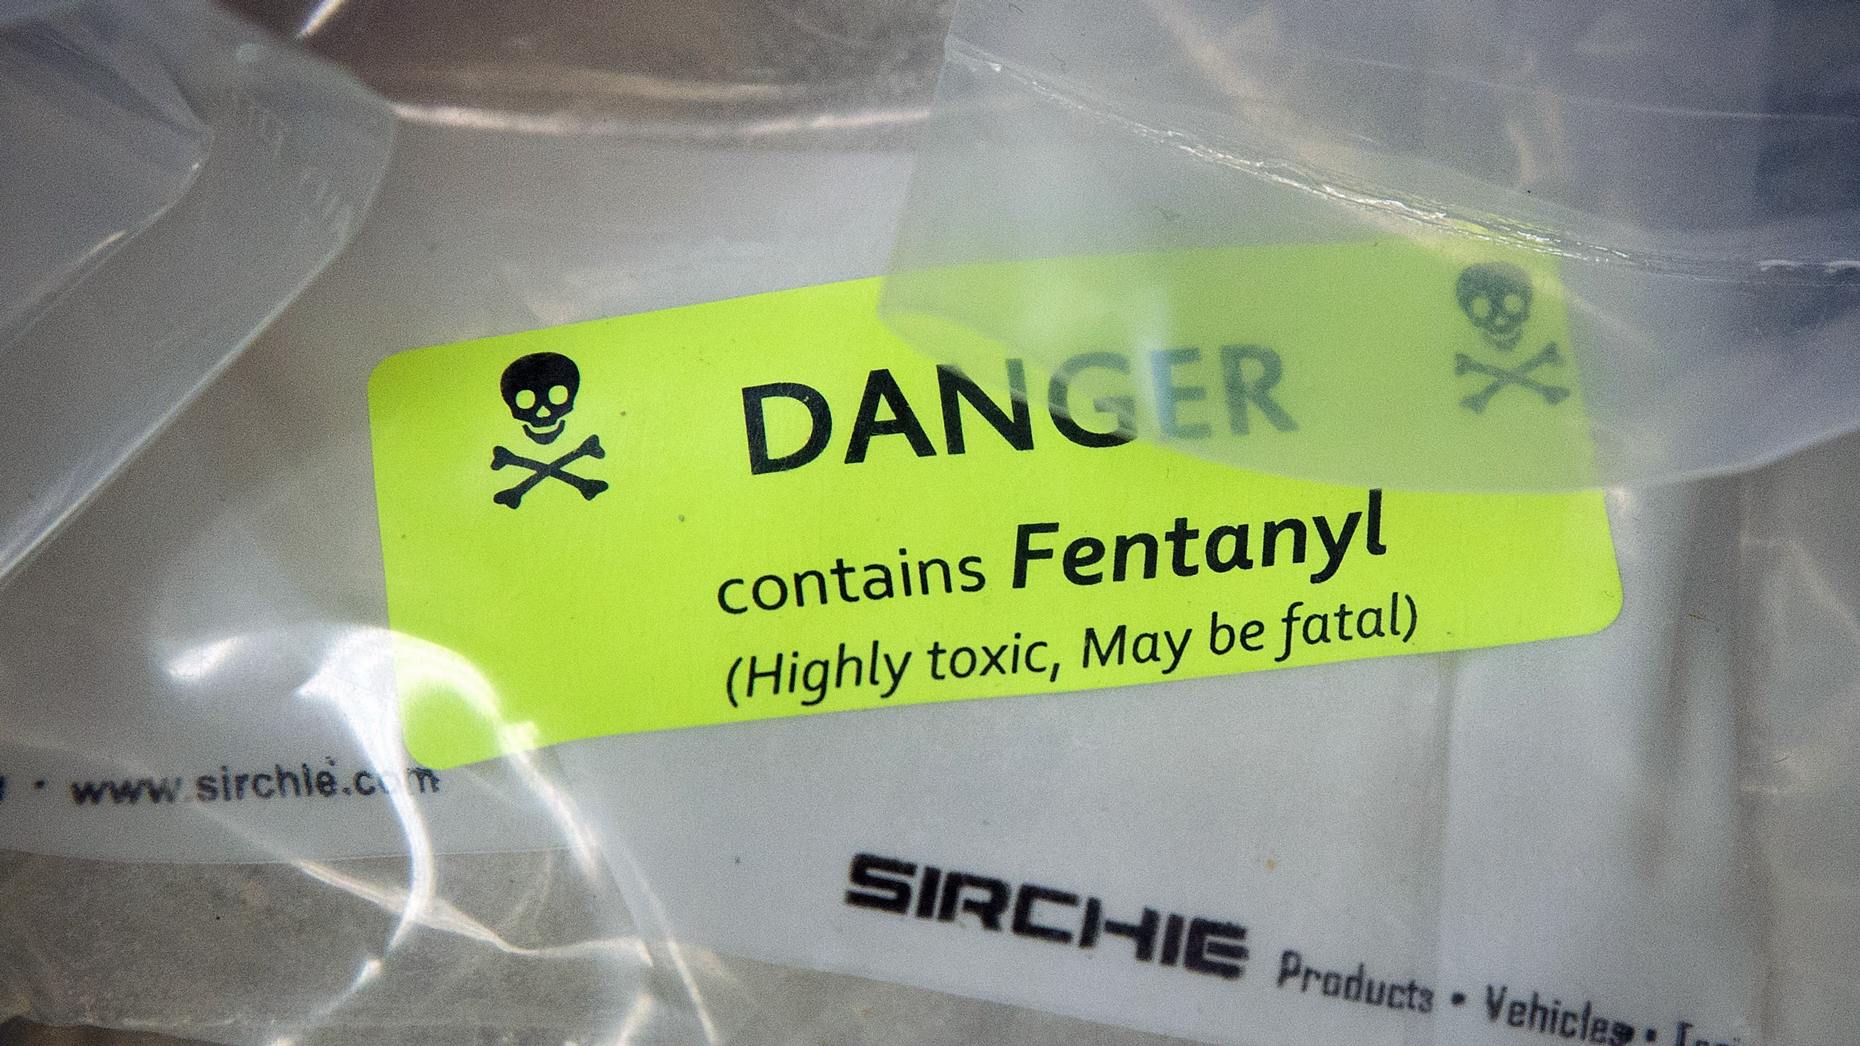 DANGER
contains Fentanyl
(Highly toxic, May be fatal)
• www.sirchie.com
SIRCHIE Products • Vehicles •